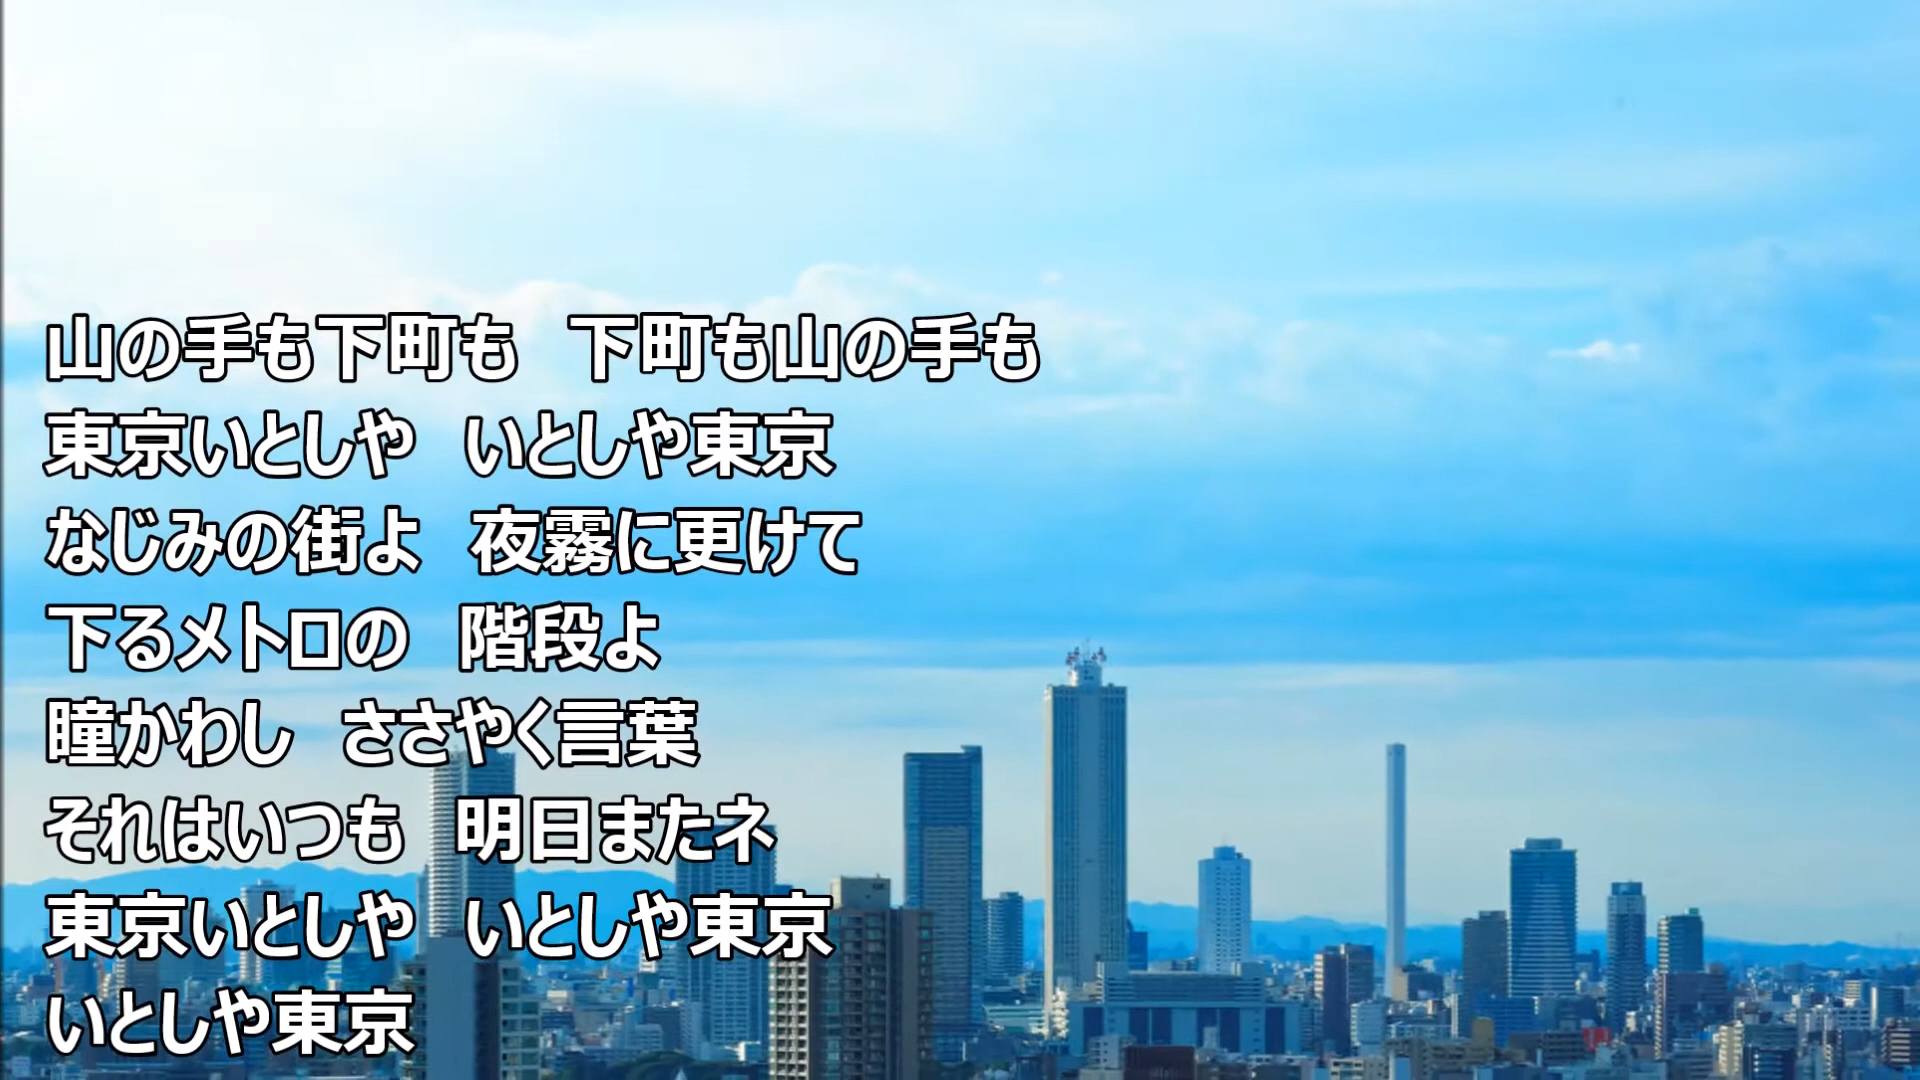 山の手も下町も　下町も山の手も
東京いとしや　いとしや東京
なじみの街よ　夜霧に更けて
下るメトロの　階段よ
瞳かわし　ささやく言葉
それはいつも　明日またネ
東京いとしや　いとしや東京
いとしや東京